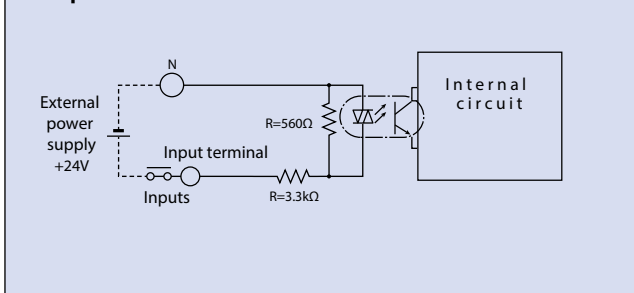 N
External
power
supply
+24V
Internal
circuit
R=560Ω
Input terminal
Inputs
R=3.3kΩ